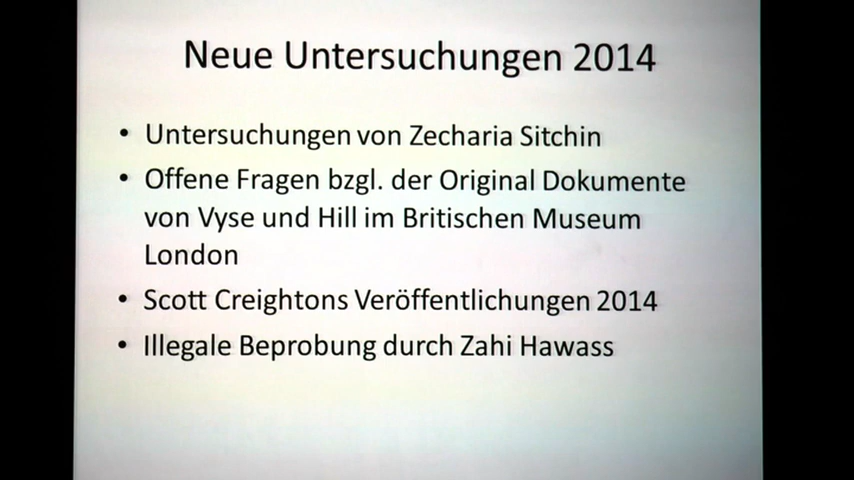 Neue Untersuchungen 2014
• Untersuchungen von Zecharia Sitchin
• Offene Fragen bzgl. der Original Dokumente
von Vyse und Hill im Britischen Museum
London
• Scott Creightons Veröffentlichungen 2014
• Illegale Beprobung durch Zahi Hawass